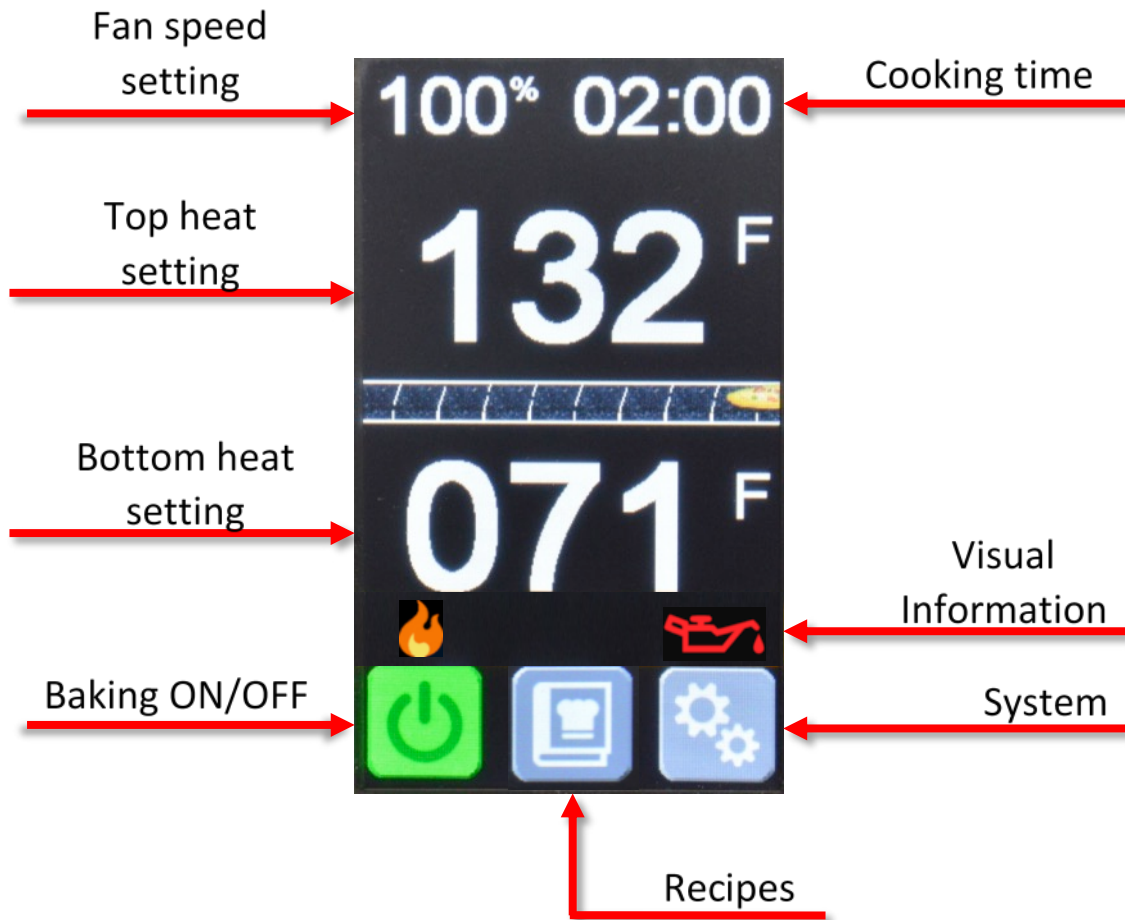 Fan speed
setting
Cooking time
100% 02:00
Top heat
setting
132 F
Bottom heat
setting
071 F
Visual
Information
Baking ON/OFF
System
Recipes